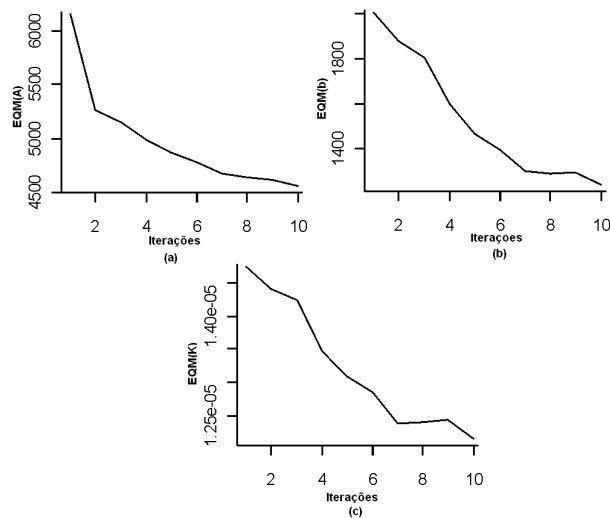 EQM(A)
6000
5500
5000
4500
2 4 6 8 10
Iterações
(a)
EQM(b)
1800
1400
2 4 6 8 10
Iterações
(b)
EQM(K)
1.40e-05
1.25e-05
2 4 6 8 10
Iterações
(c)